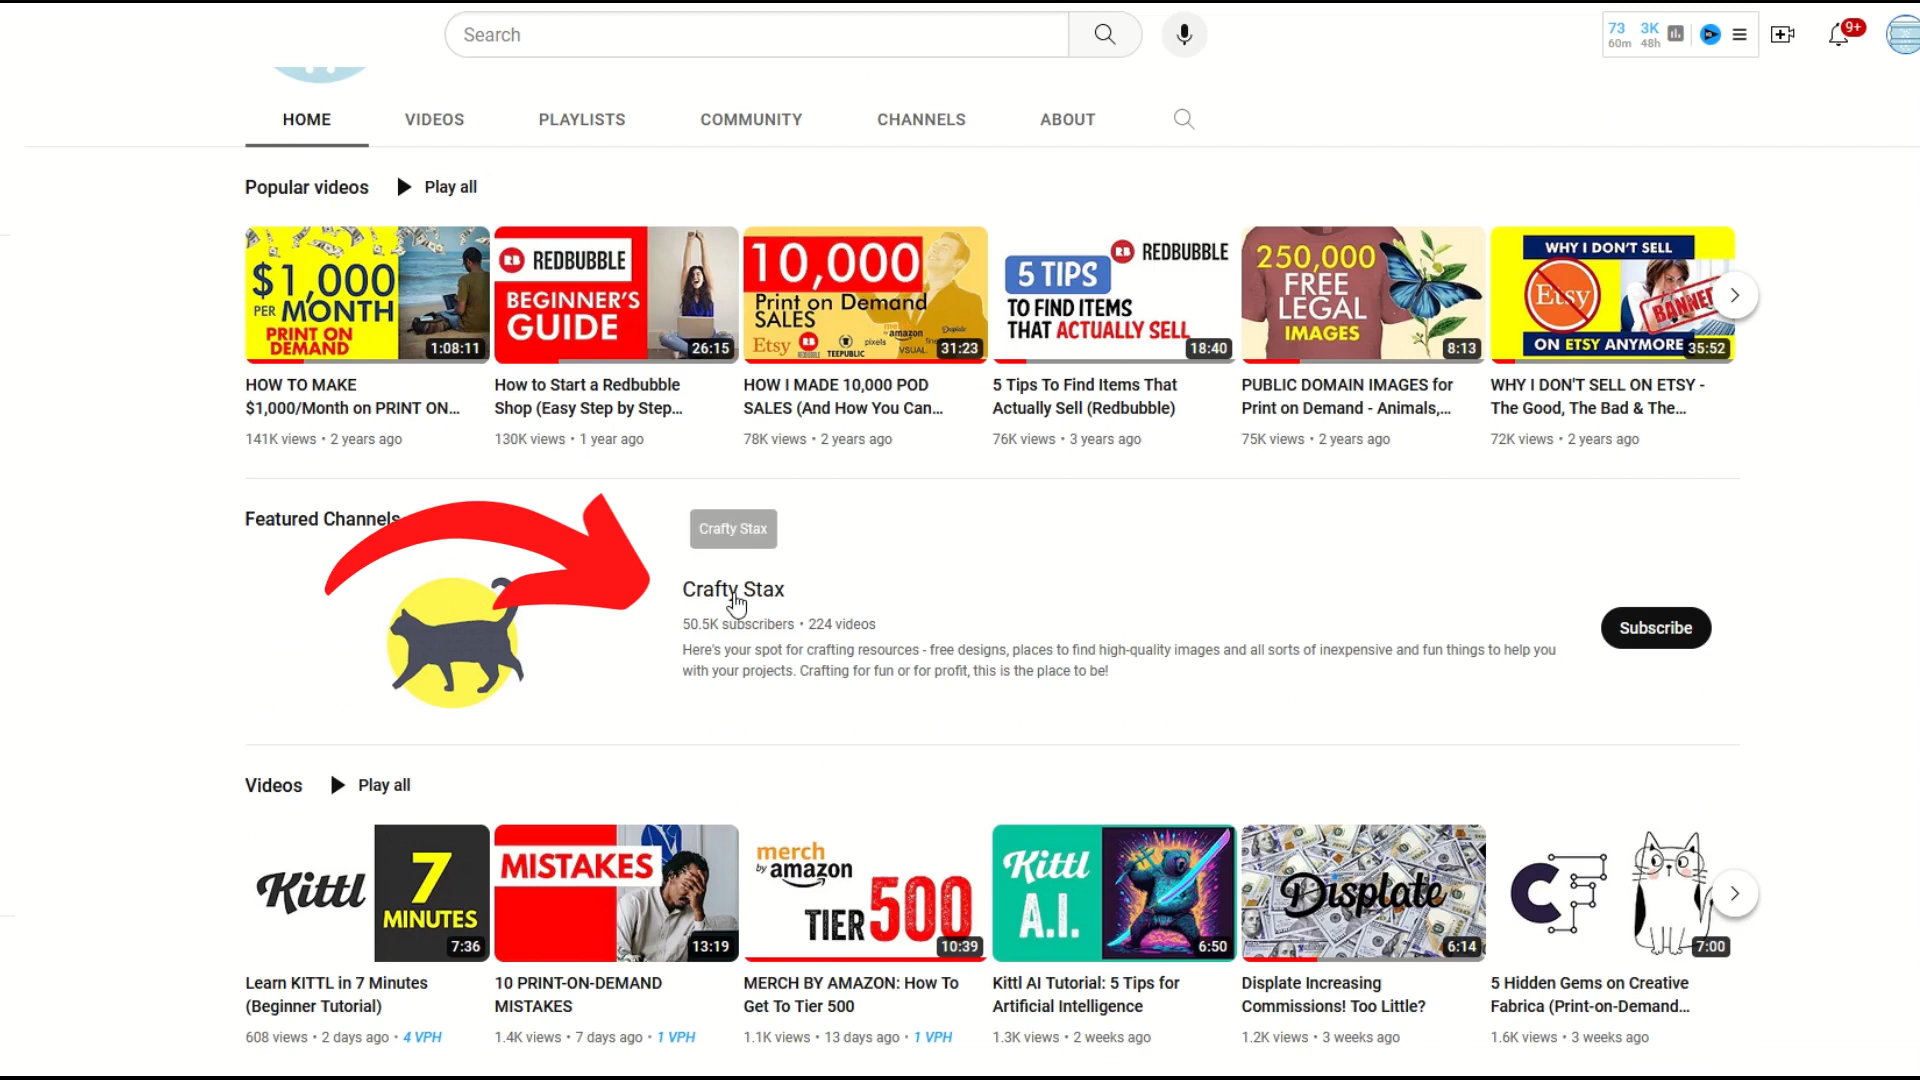 Search
73 3K
60m 48h
9+
HOME VIDEOS PLAYLISTS COMMUNITY CHANNELS ABOUT
Popular videos Play all
$1,000
PER MONTH
PRINT ON
DEMAND
1:08:11
REDBUBBLE
BEGINNER'S
GUIDE
26:15
10,000
Print on Demand
SALES
Etsy
REDBUBBLE
TEEPUBLIC
by amazon
pixels
VISUAL.
Displate
31:23
REDBUBBLE
5 TIPS
TO FIND ITEMS
THAT ACTUALLY SELL
18:40
250,000
FREE
LEGAL
IMAGES
8:13
WHY I DON'T SELL
Etsy
BANNED
ON ETSY ANYMORE
35:52
HOW TO MAKE
$1,000/Month on PRINT ON...
141K views • 2 years ago
How to Start a Redbubble
Shop (Easy Step by Step...
130K views • 1 year ago
HOW I MADE 10,000 POD
SALES (And How You Can...
78K views • 2 years ago
5 Tips To Find Items That
Actually Sell (Redbubble)
76K views • 3 years ago
PUBLIC DOMAIN IMAGES for
Print on Demand - Animals,...
75K views • 2 years ago
WHY I DON'T SELL ON ETSY -
The Good, The Bad & The...
72K views • 2 years ago
Featured Channels
Crafty Stax
Crafty Stax
50.5K subscribers • 224 videos
Here's your spot for crafting resources - free designs, places to find high-quality images and all sorts of inexpensive and fun things to help you
with your projects. Crafting for fun or for profit, this is the place to be!
Subscribe
Videos Play all
Kittl
7
MINUTES
7:36
MISTAKES
13:19
merch
by amazon
TIER 500
10:39
Kittl
A.I.
6:50
Displate
6:14
CF
7:00
Learn KITTL in 7 Minutes
(Beginner Tutorial)
608 views • 2 days ago • 4 VPH
10 PRINT-ON-DEMAND
MISTAKES
1.4K views • 7 days ago • 1 VPH
MERCH BY AMAZON: How To
Get To Tier 500
1.1K views • 13 days ago • 1 VPH
Kittl AI Tutorial: 5 Tips for
Artificial Intelligence
1.3K views • 2 weeks ago
Displate Increasing
Commissions! Too Little?
1.2K views • 3 weeks ago
5 Hidden Gems on Creative
Fabrica (Print-on-Demand...
1.6K views • 3 weeks ago